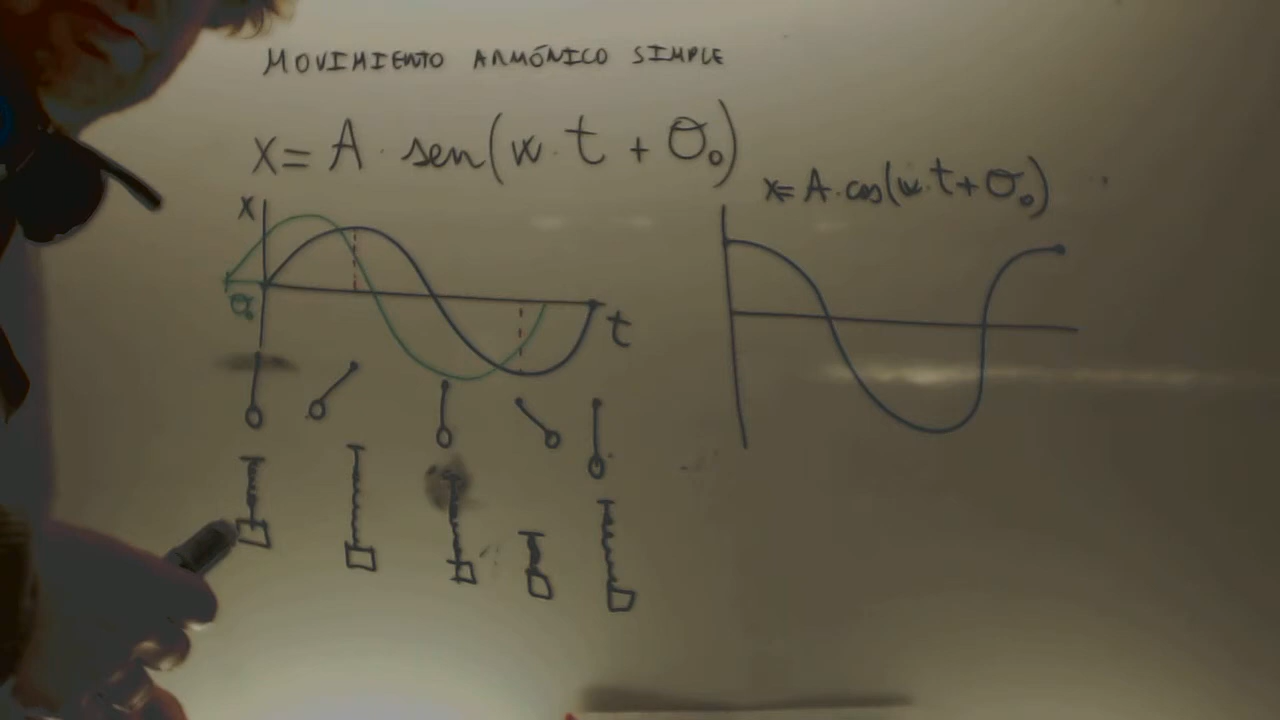 MOVIMIENTO ARMÓNICO SIMPLE
x = A · sen(w · t + θ₀)
x = A · cos(w · t + θ₀)
x
t